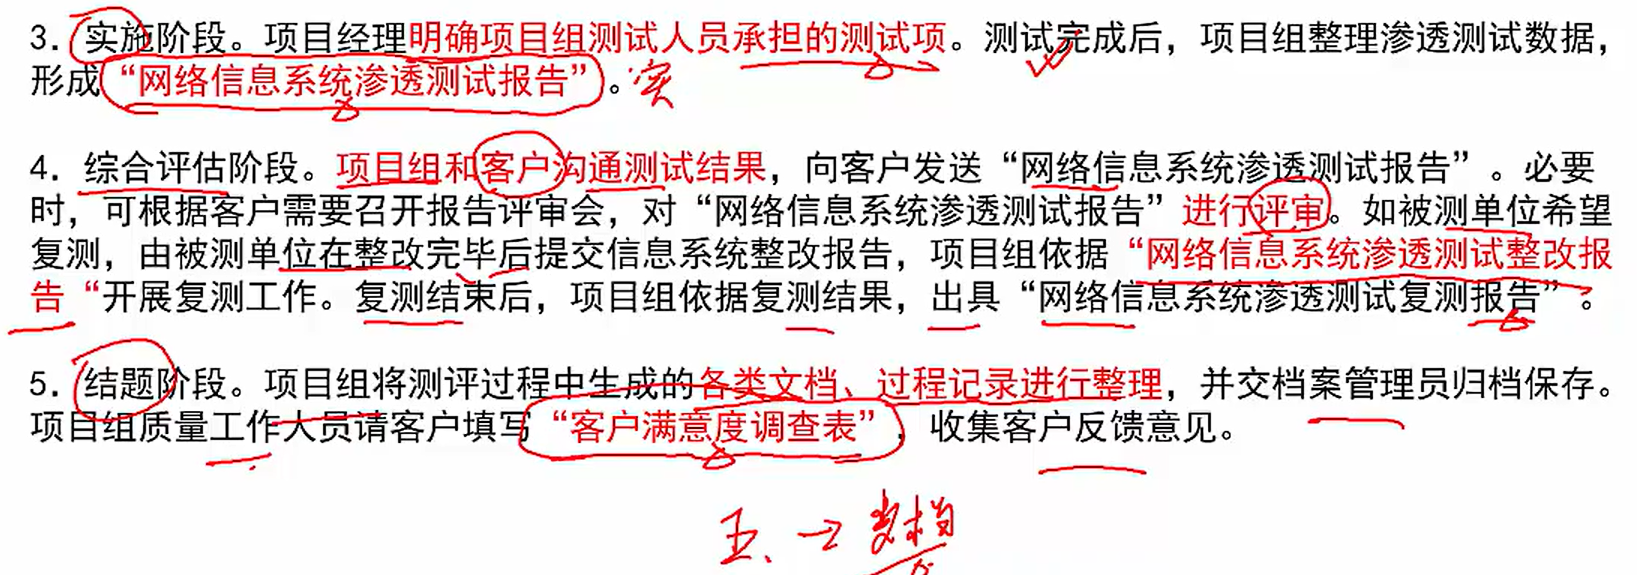 3. 实施阶段。项目经理明确项目组测试人员承担的测试项。测试完成后，项目组整理渗透测试数据，
形成“网络信息系统渗透测试报告”。实
4. 综合评估阶段。项目组和客户沟通测试结果，向客户发送“网络信息系统渗透测试报告”。必要
时，可根据客户需要召开报告评审会，对“网络信息系统渗透测试报告”进行评审。如被测单位希望
复测，由被测单位在整改完毕后提交信息系统整改报告，项目组依据“网络信息系统渗透测试整改报
告“开展复测工作。复测结束后，项目组依据复测结果，出具“网络信息系统渗透测试复测报告”。
5. 结题阶段。项目组将测评过程中生成的各类文档、过程记录进行整理，并交档案管理员归档保存。
项目组质量工作人员请客户填写“客户满意度调查表”，收集客户反馈意见。